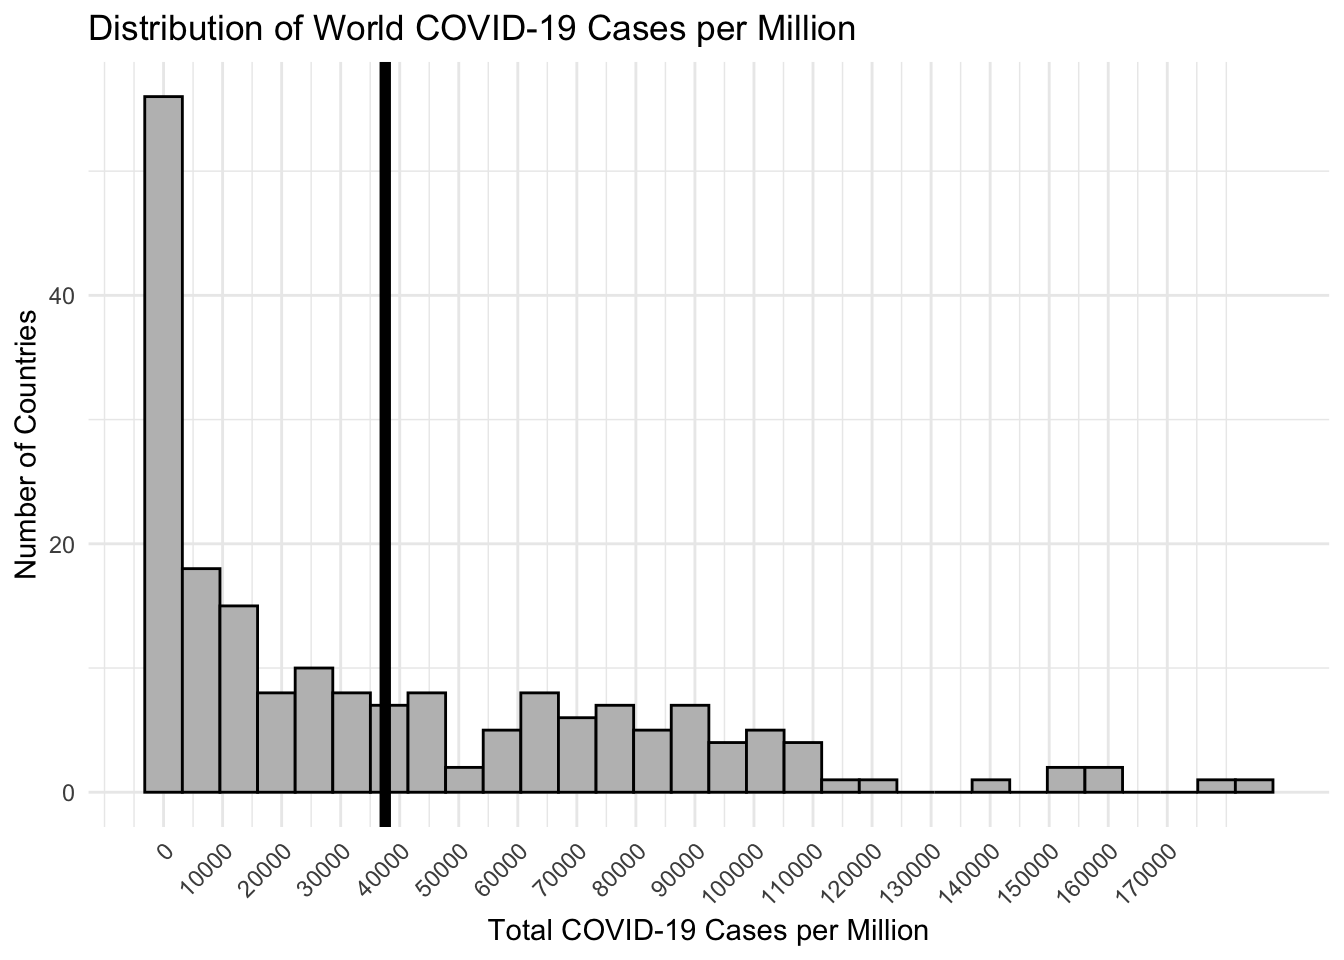 Distribution of World COVID-19 Cases per Million
Number of Countries
40
20
0
0 10000 20000 30000 40000 50000 60000 70000 80000 90000 100000 110000 120000 130000 140000 150000 160000 170000
Total COVID-19 Cases per Million